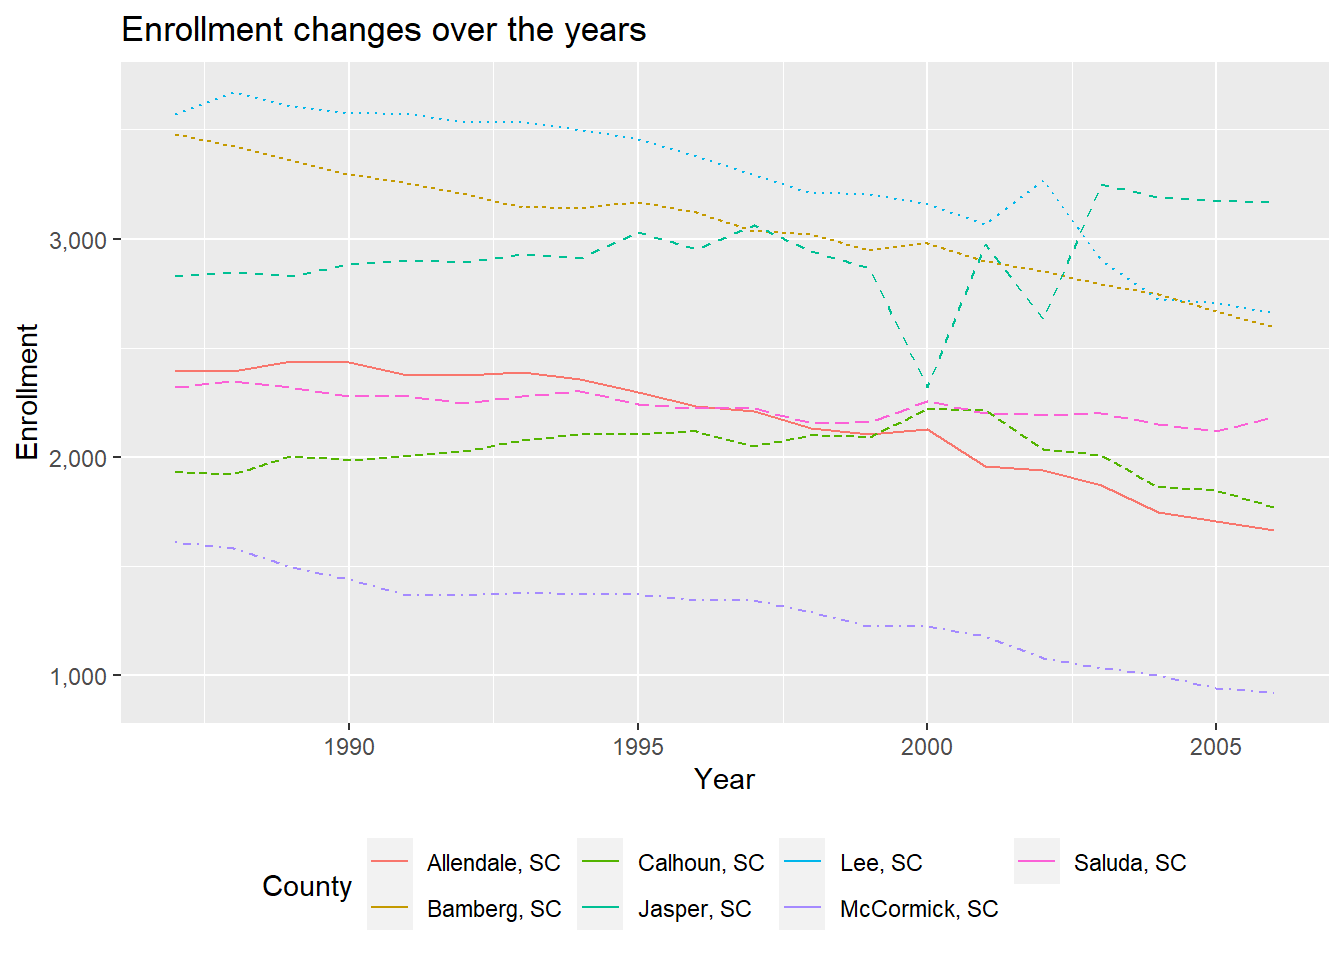 Enrollment changes over the years
Enrollment
3,000
2,000
1,000
1990 1995 2000 2005
Year
County
Allendale, SC Calhoun, SC Lee, SC Saluda, SC
Bamberg, SC Jasper, SC McCormick, SC